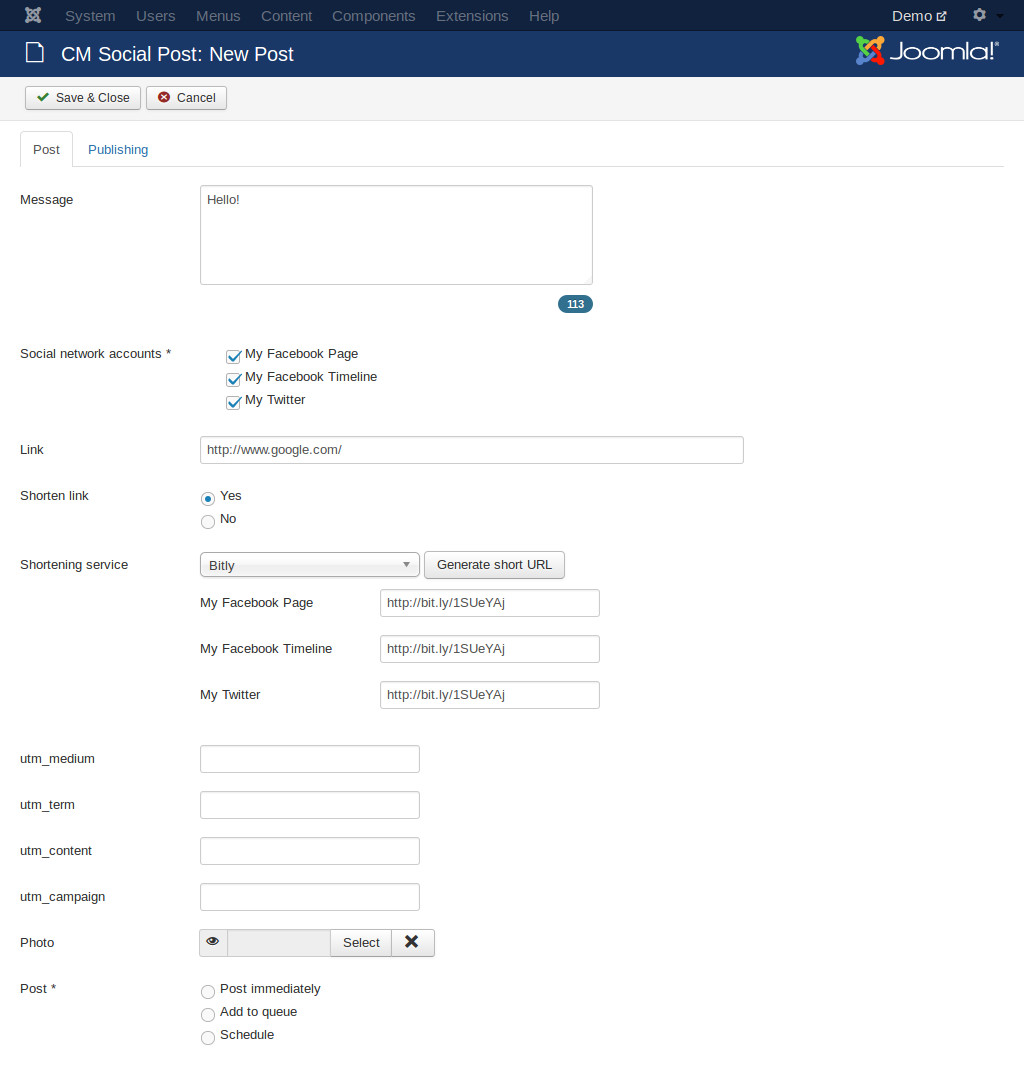 System Users Menus Content Components Extensions Help Demo
CM Social Post: New Post Joomla!®
Save & Close Cancel
Post Publishing
Message Hello!
113
Social network accounts * My Facebook Page
My Facebook Timeline
My Twitter
Link http://www.google.com/
Shorten link Yes
No
Shortening service Bitly Generate short URL
My Facebook Page http://bit.ly/1SUeYAj
My Facebook Timeline http://bit.ly/1SUeYAj
My Twitter http://bit.ly/1SUeYAj
utm_medium
utm_term
utm_content
utm_campaign
Photo Select
Post * Post immediately
Add to queue
Schedule